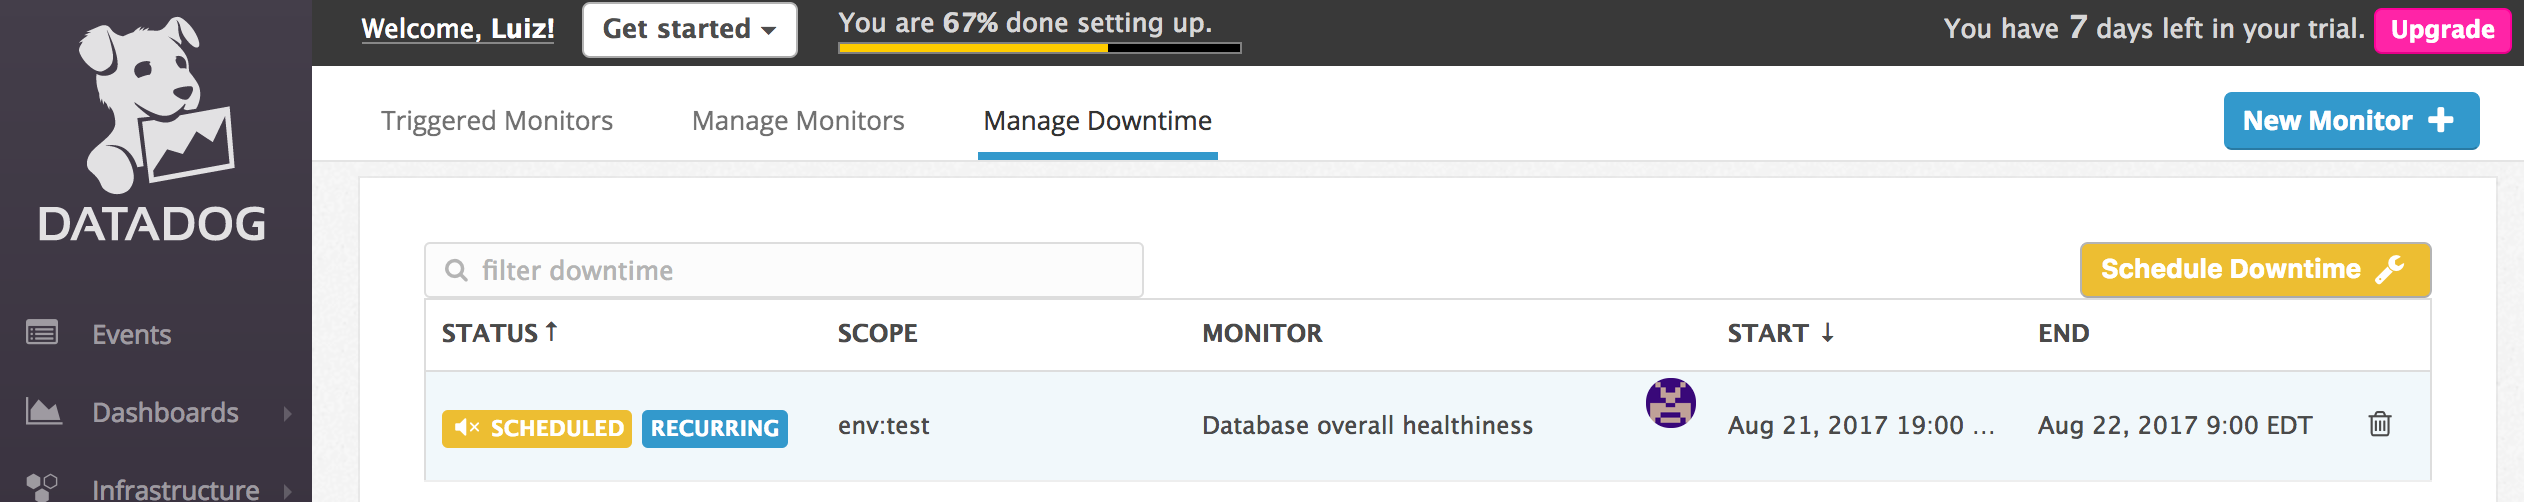 DATADOG
Events
Dashboards
Infrastructure
Welcome, Luiz!
Get started
You are 67% done setting up.
You have 7 days left in your trial.
Upgrade
Triggered Monitors
Manage Monitors
Manage Downtime
New Monitor
filter downtime
Schedule Downtime
STATUS SCOPE MONITOR START END
SCHEDULED RECURRING env:test Database overall healthiness Aug 21, 2017 19:00 ... Aug 22, 2017 9:00 EDT